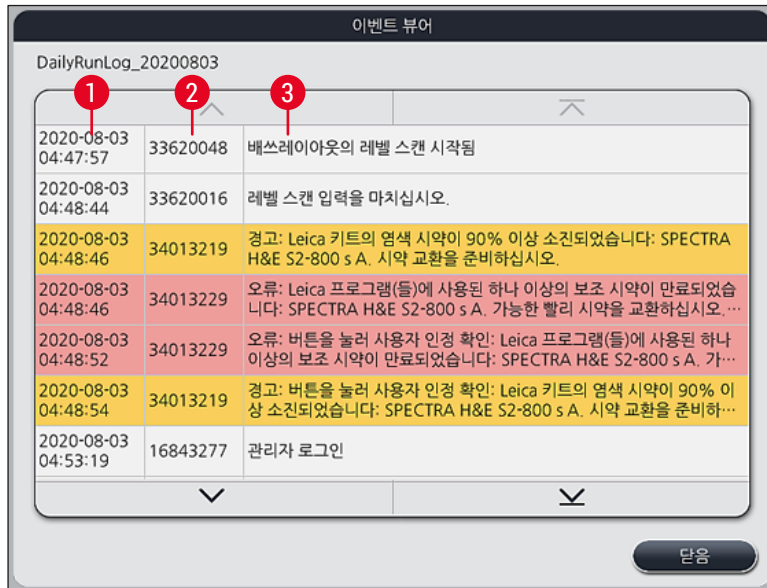 이벤트 뷰어
DailyRunLog_20200803
1 2 3
2020-08-03 04:47:57 33620048 배쓰레이아웃의 레벨 스캔 시작됨
2020-08-03 04:48:44 33620016 레벨 스캔 입력을 마치십시오.
2020-08-03 04:48:46 34013219 경고: Leica 키트의 염색 시약이 90% 이상 소진되었습니다: SPECTRA
H&E S2-800 s A. 시약 교환을 준비하십시오.
2020-08-03 04:48:46 34013229 오류: Leica 프로그램(들)에 사용된 하나 이상의 보조 시약이 만료되었습
니다: SPECTRA H&E S2-800 s A. 가능한 빨리 시약을 교환하십시오.…
2020-08-03 04:48:52 34013229 오류: 버튼을 눌러 사용자 인정 확인: Leica 프로그램(들)에 사용된 하나
이상의 보조 시약이 만료되었습니다: SPECTRA H&E S2-800 s A. 가…
2020-08-03 04:48:54 34013219 경고: 버튼을 눌러 사용자 인정 확인: Leica 키트의 염색 시약이 90% 이
상 소진되었습니다: SPECTRA H&E S2-800 s A. 시약 교환을 준비하…
2020-08-03 04:53:19 16843277 관리자 로그인
닫음